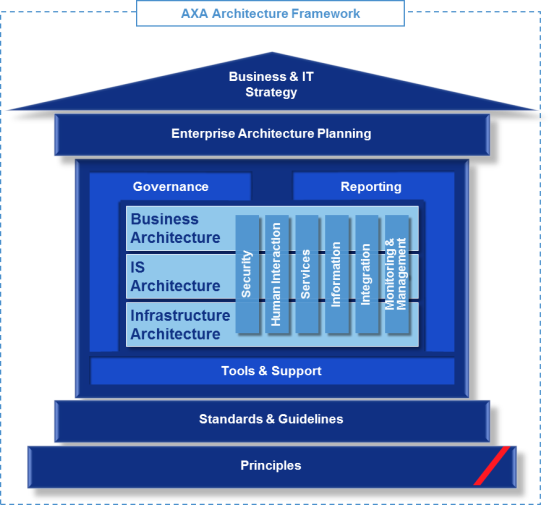 AXA Architecture Framework
Business & IT
Strategy
Enterprise Architecture Planning
Governance
Reporting
Business
Architecture
IS
Architecture
Infrastructure
Architecture
Security
Human Interaction
Services
Information
Integration
Monitoring &
Management
Tools & Support
Standards & Guidelines
Principles